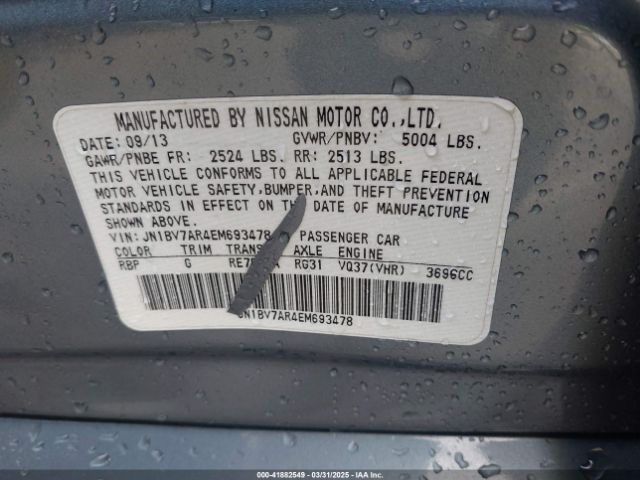 MANUFACTURED BY NISSAN MOTOR CO.,LTD.
DATE: 09/13 GVWR/PNBV: 5004 LBS.
GAWR/PNBE FR: 2524 LBS. RR: 2513 LBS.
THIS VEHICLE CONFORMS TO ALL APPLICABLE FEDERAL
MOTOR VEHICLE SAFETY, BUMPER, AND THEFT PREVENTION
STANDARDS IN EFFECT ON THE DATE OF MANUFACTURE
SHOWN ABOVE.
VIN: JN1BV7AR4EM693478 PASSENGER CAR
COLOR TRIM TRANS AXLE ENGINE
RBP G RG31 VQ37(VHR) 3696CC
JN1BV7AR4EM693478
000-41882549 - 03/31/2025 - IAAI.COM